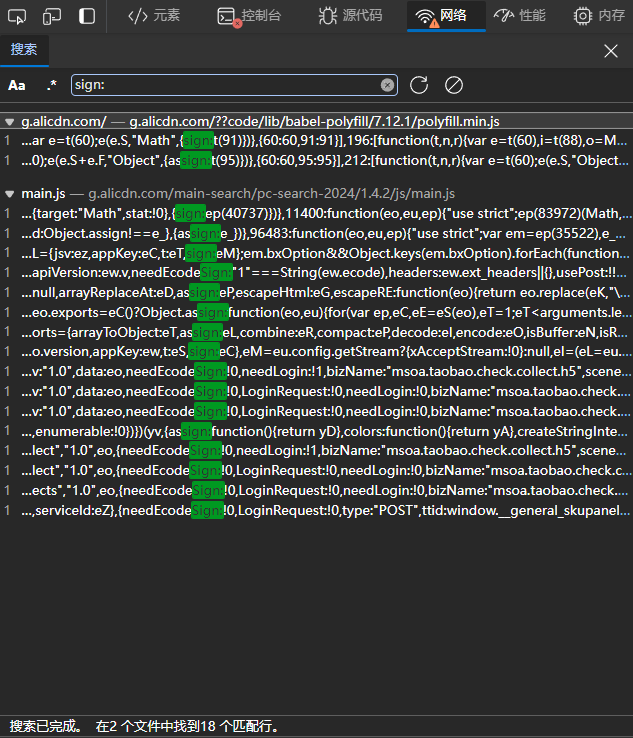 元素 控制台 源代码 网络 性能 内存
搜索
Aa .* sign:
g.alicdn.com/ — g.alicdn.com/??code/lib/babel-polyfill/7.12.1/polyfill.min.js
1 ...ar e=t(60);e(e.S,"Math",{sign:t(91)})},{60:60,91:91}],196:[function(t,n,r){var e=t(60),i=t(88),o=M...
1 ...0);e(e.S+e.F,"Object",{assign:t(95)})},{60:60,95:95}],212:[function(t,n,r){var e=t(60);e(e.S,"Object...
main.js — g.alicdn.com/main-search/pc-search-2024/1.4.2/js/main.js
1 ...{target:"Math",stat:!0},{sign:ep(40737)})},11400:function(eo,eu,ep){"use strict";ep(83972)(Math,...
1 ...d:Object.assign!==e_},{assign:e_})},96483:function(eo,eu,ep){"use strict";var em=ep(35522),e_...
1 ...L={jsv:ez,appKey:eC,t:eT,sign:eM};em.bxOption&&Object.keys(em.bxOption).forEach(function...
1 ...apiVersion:ew.v,needEcodeSign:"1"===String(ew.ecode),headers:ew.ext_headers||{},usePost:!!...
1 ...null,arrayReplaceAt:eD,assign:eP,escapeHtml:eG,escapeRE:function(eo){return eo.replace(eK,"\...
1 ...eo.exports=eC()?Object.assign:function(eo,eu){for(var ep,eC,eE=eS(eo),eT=1;eT<arguments.le...
1 ...orts={arrayToObject:eT,assign:eL,combine:eR,compact:eP,decode:eI,encode:eO,isBuffer:eN,isR...
1 ...o.version,appKey:ew,t:eS,sign:eC},eM=eu.config.getStream?{xAcceptStream:!0}:null,eI=(eL=eu...
1 ...v:"1.0",data:eo,needEcodeSign:!0,needLogin:!1,bizName:"msoa.taobao.check.collect.h5",scene...
1 ...v:"1.0",data:eo,needEcodeSign:!0,LoginRequest:!0,needLogin:!0,bizName:"msoa.taobao.check...
1 ...v:"1.0",data:eo,needEcodeSign:!0,LoginRequest:!0,needLogin:!0,bizName:"msoa.taobao.check...
1 ...,enumerable:!0})})(yv,{assign:function(){return yD},colors:function(){return yA},createStringInte...
1 ...lect","1.0",eo,{needEcodeSign:!0,needLogin:!1,bizName:"msoa.taobao.check.collect.h5",scene...
1 ...lect","1.0",eo,{needEcodeSign:!0,LoginRequest:!0,needLogin:!0,bizName:"msoa.taobao.check.c...
1 ...ects","1.0",eo,{needEcodeSign:!0,LoginRequest:!0,needLogin:!0,bizName:"msoa.taobao.check...
1 ...,serviceId:eZ},{needEcodeSign:!0,LoginRequest:!0,type:"POST",ttid:window.__general_skupanel...
搜索已完成。 在2 个文件中找到18 个匹配行。